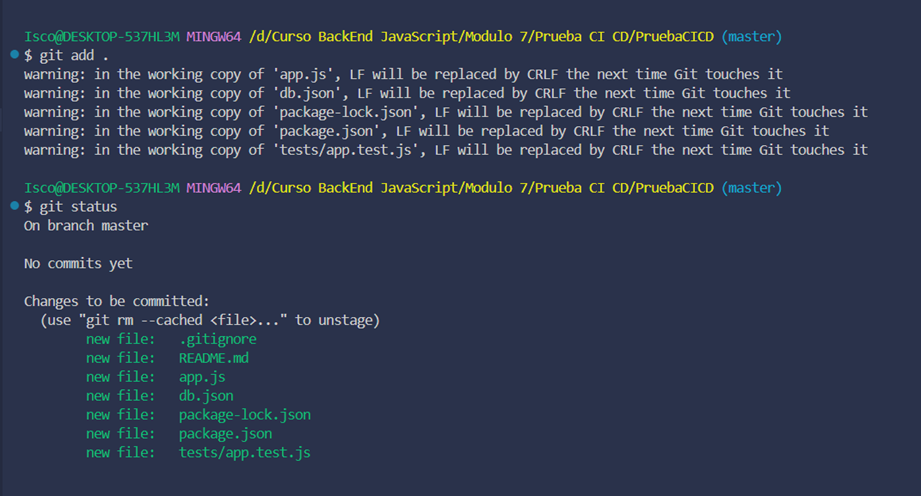 Isco@DESKTOP-537HL3M MINGW64 /d/Curso BackEnd JavaScript/Modulo 7/Prueba CI CD/PruebaCICD (master)
$ git add .
warning: in the working copy of 'app.js', LF will be replaced by CRLF the next time Git touches it
warning: in the working copy of 'db.json', LF will be replaced by CRLF the next time Git touches it
warning: in the working copy of 'package-lock.json', LF will be replaced by CRLF the next time Git touches it
warning: in the working copy of 'package.json', LF will be replaced by CRLF the next time Git touches it
warning: in the working copy of 'tests/app.test.js', LF will be replaced by CRLF the next time Git touches it
Isco@DESKTOP-537HL3M MINGW64 /d/Curso BackEnd JavaScript/Modulo 7/Prueba CI CD/PruebaCICD (master)
$ git status
On branch master
No commits yet
Changes to be committed:
(use "git rm --cached <file>..." to unstage)
new file: .gitignore
new file: README.md
new file: app.js
new file: db.json
new file: package-lock.json
new file: package.json
new file: tests/app.test.js